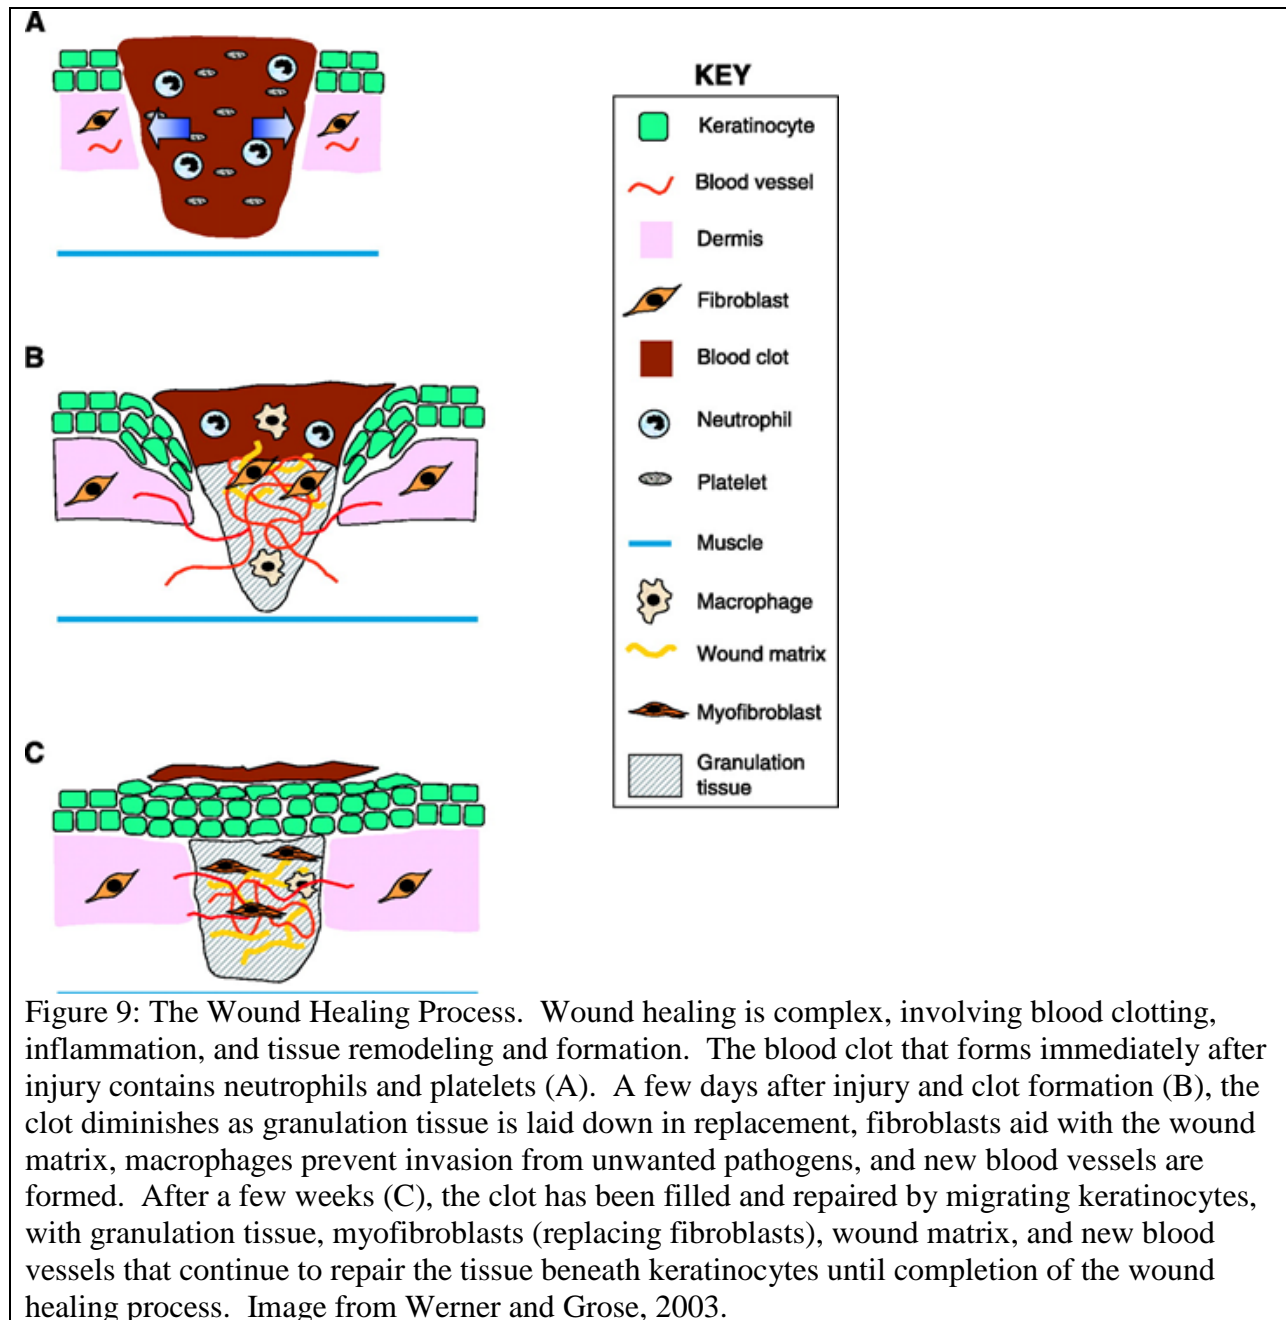 A
KEY
Keratinocyte
Blood vessel
Dermis
Fibroblast
Blood clot
Neutrophil
Platelet
Muscle
Macrophage
Wound matrix
Myofibroblast
Granulation
tissue
B
C
Figure 9: The Wound Healing Process.  Wound healing is complex, involving blood clotting,
inflammation, and tissue remodeling and formation.  The blood clot that forms immediately after
injury contains neutrophils and platelets (A).  A few days after injury and clot formation (B), the
clot diminishes as granulation tissue is laid down in replacement, fibroblasts aid with the wound
matrix, macrophages prevent invasion from unwanted pathogens, and new blood vessels are
formed.  After a few weeks (C), the clot has been filled and repaired by migrating keratinocytes,
with granulation tissue, myofibroblasts (replacing fibroblasts), wound matrix, and new blood
vessels that continue to repair the tissue beneath keratinocytes until completion of the wound
healing process.  Image from Werner and Grose, 2003.